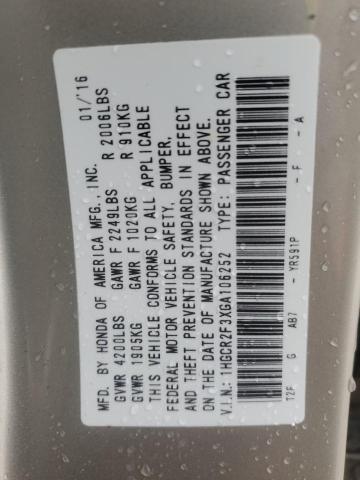 MFD. BY HONDA OF AMERICA MFG., INC. 01/'16
GVWR 4200LBS GAWR F 2249LBS R 2006LBS
GVWR 1905KG GAWR F 1020KG R 910KG
THIS VEHICLE CONFORMS TO ALL APPLICABLE
FEDERAL MOTOR VEHICLE SAFETY, BUMPER,
AND THEFT PREVENTION STANDARDS IN EFFECT
ON THE DATE OF MANUFACTURE SHOWN ABOVE.
V.I.N.: 1HGCR2F3XGA106252 TYPE: PASSENGER CAR
T2F G AB7 - YR591P - F - A